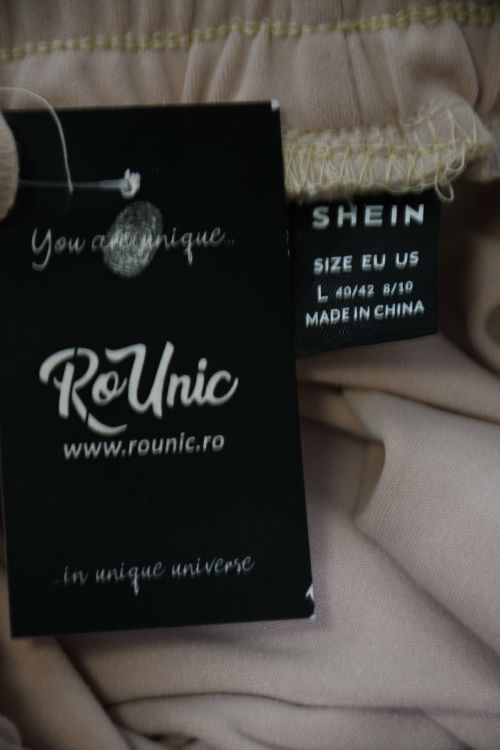 You are unique..
RoUnic
www.rounic.ro
..in unique universe
SHEIN
SIZE EU US
L 40/42 8/10
MADE IN CHINA